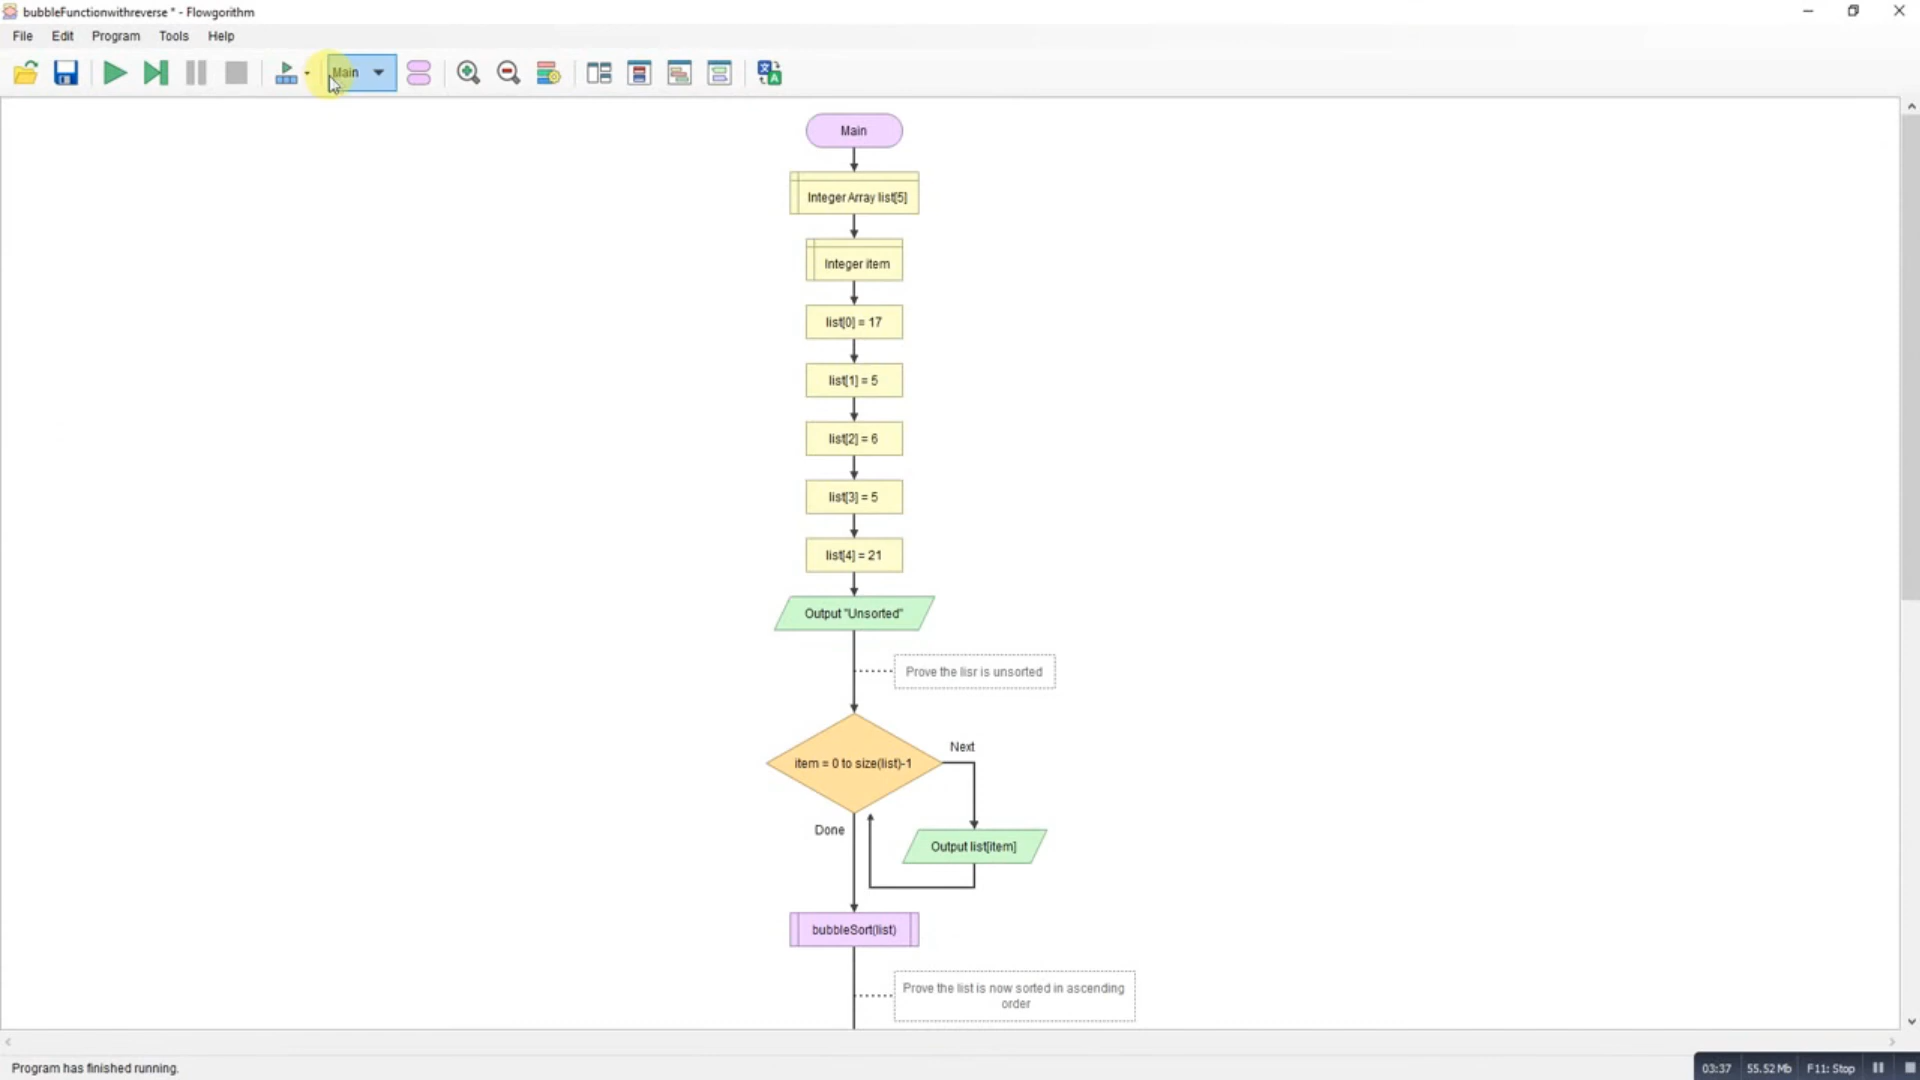 bubbleFunctionwithreverse * - Flowgorithm
File Edit Program Tools Help
Main
Main
Integer Array list[5]
Integer item
list[0] = 17
list[1] = 5
list[2] = 6
list[3] = 5
list[4] = 21
Output "Unsorted"
Prove the lisr is unsorted
Next
item = 0 to size(list)-1
Done
Output list[item]
bubbleSort(list)
Prove the list is now sorted in ascending
order
Program has finished running.
03:37 55.52Mb F11: Stop